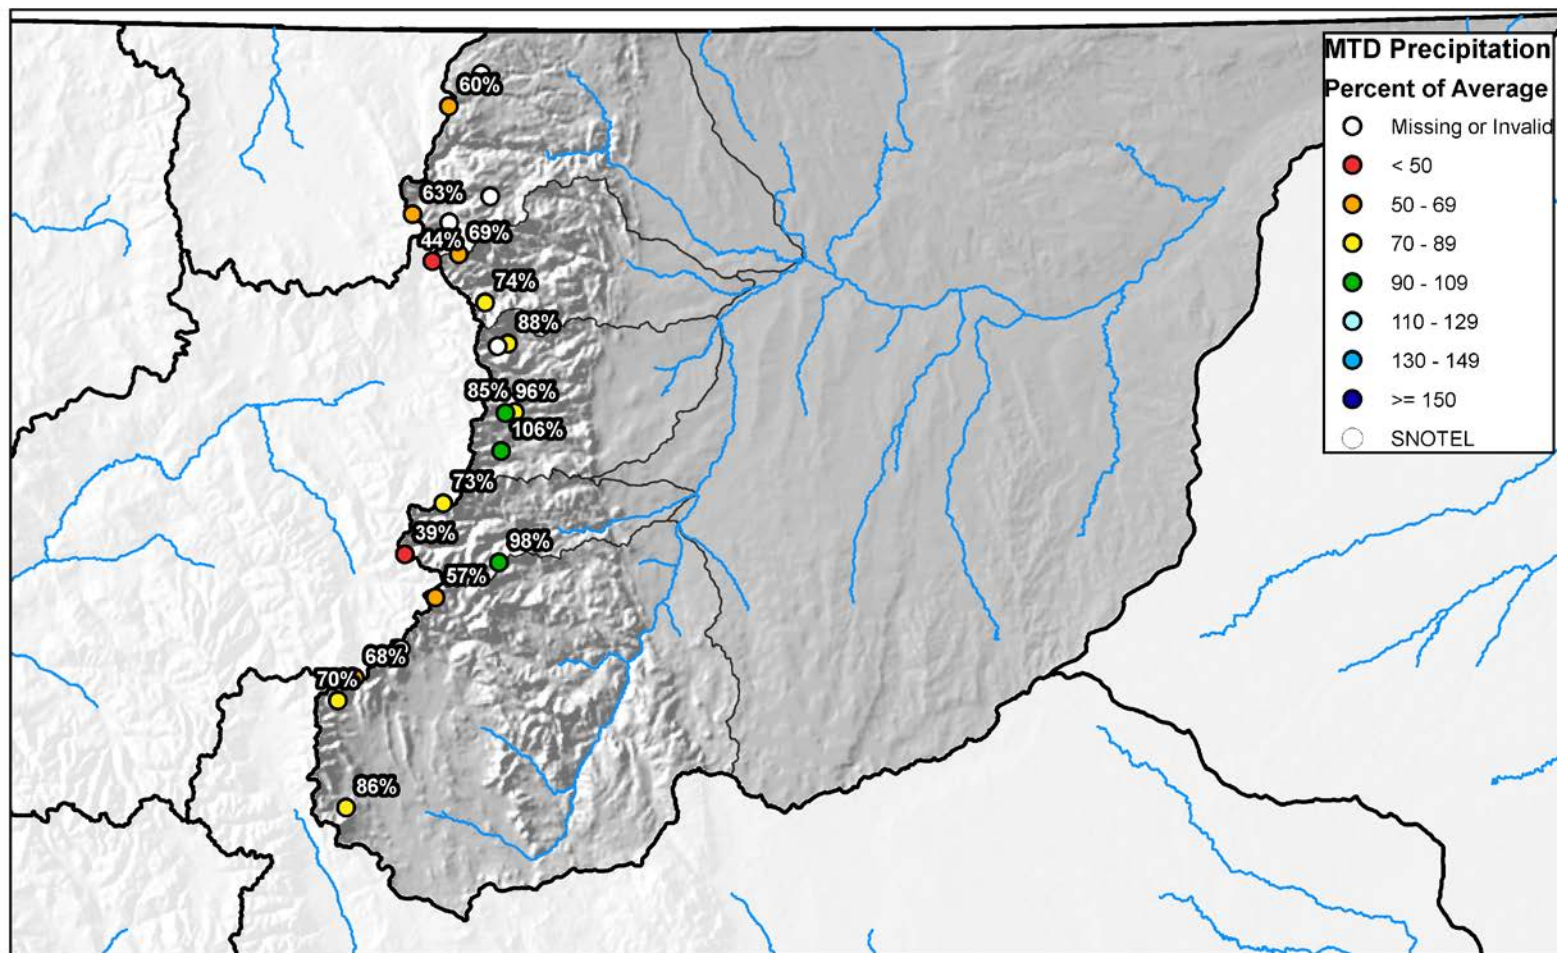 MTD Precipitation
Percent of Average
Missing or Invalid
< 50
50 - 69
70 - 89
90 - 109
110 - 129
130 - 149
>= 150
SNOTEL
60%
63%
69%
44%
74%
88%
85%
96%
106%
73%
39%
98%
57%
68%
70%
86%